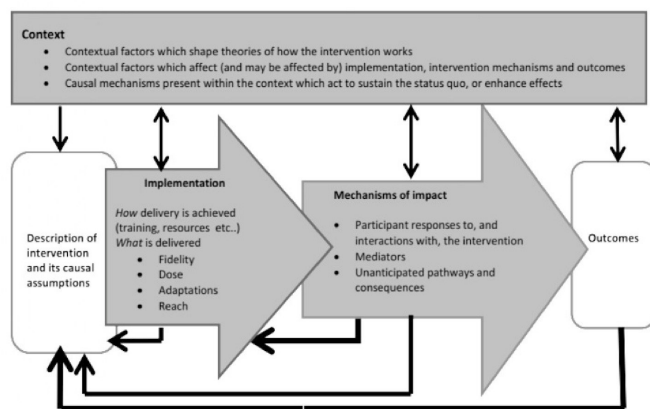 Context
• Contextual factors which shape theories of how the intervention works
• Contextual factors which affect (and may be affected by) implementation, intervention mechanisms and outcomes
• Causal mechanisms present within the context which act to sustain the status quo, or enhance effects
Description of
intervention
and its causal
assumptions
Implementation
How delivery is achieved
(training, resources etc..)
What is delivered
• Fidelity
• Dose
• Adaptations
• Reach
Mechanisms of impact
• Participant responses to, and
interactions with, the intervention
• Mediators
• Unanticipated pathways and
consequences
Outcomes